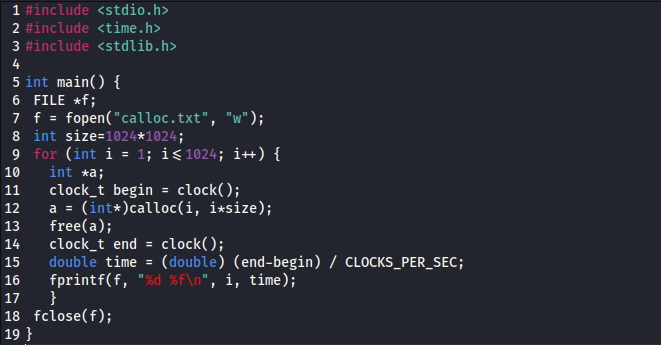 1 #include <stdio.h>
2 #include <time.h>
3 #include <stdlib.h>
4
5 int main() {
6  FILE *f;
7  f = fopen("calloc.txt", "w");
8  int size=1024*1024;
9  for (int i = 1; i<=1024; i++) {
10    int *a;
11    clock_t begin = clock();
12    a = (int*)calloc(i, i*size);
13    free(a);
14    clock_t end = clock();
15    double time = (double) (end-begin) / CLOCKS_PER_SEC;
16    fprintf(f, "%d %f\n", i, time);
17    }
18  fclose(f);
19 }